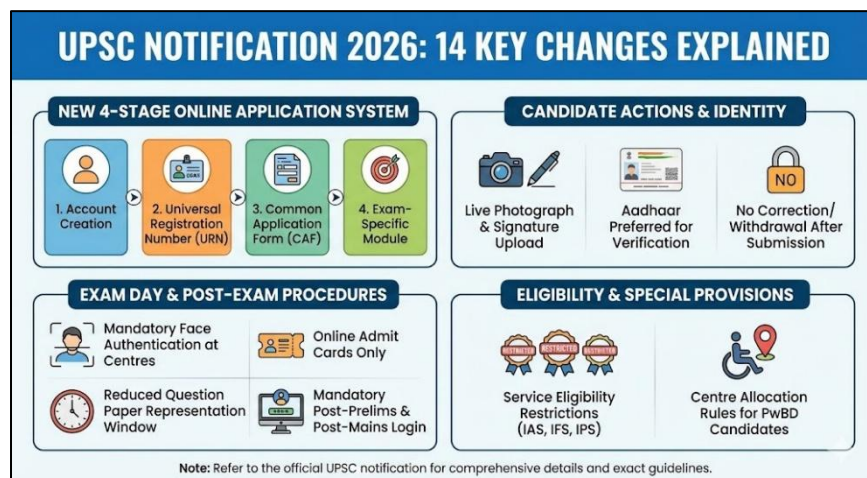 UPSC NOTIFICATION 2026: 14 KEY CHANGES EXPLAINED
NEW 4-STAGE ONLINE APPLICATION SYSTEM
1. Account
Creation
2. Universal
Registration
Number (URN)
3. Common
Application
Form (CAF)
4. Exam-
Specific
Module
CANDIDATE ACTIONS & IDENTITY
Live Photograph
& Signature
Upload
Aadhaar
Preferred for
Verification
NO
No Correction/
Withdrawal After
Submission
EXAM DAY & POST-EXAM PROCEDURES
Mandatory Face
Authentication at
Centres
Online Admit
Cards Only
Reduced Question
Paper Representation
Window
Mandatory
Post-Prelims &
Post-Mains Login
ELIGIBILITY & SPECIAL PROVISIONS
RESTRICTED
RESTRICTED
RESTRICTED
Service Eligibility
Restrictions
(IAS, IFS, IPS)
Centre Allocation
Rules for PwBD
Candidates
Note: Refer to the official UPSC notification for comprehensive details and exact guidelines.